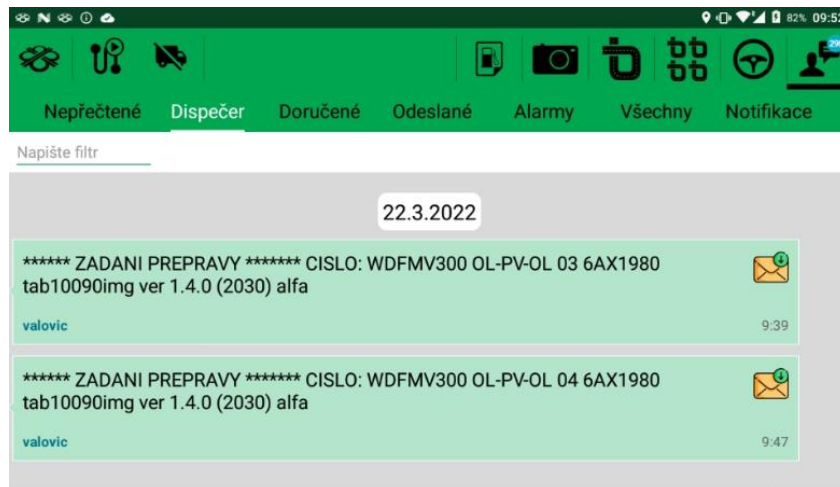 82% 09:52
Nepřečtené Dispečer Doručené Odeslané Alarmy Všechny Notifikace
Napište filtr
22.3.2022
****** ZADANI PREPRAVY ******* CISLO: WDFMV300 OL-PV-OL 03 6AX1980
tab10090img ver 1.4.0 (2030) alfa
valovic 9:39
****** ZADANI PREPRAVY ******* CISLO: WDFMV300 OL-PV-OL 04 6AX1980
tab10090img ver 1.4.0 (2030) alfa
valovic 9:47